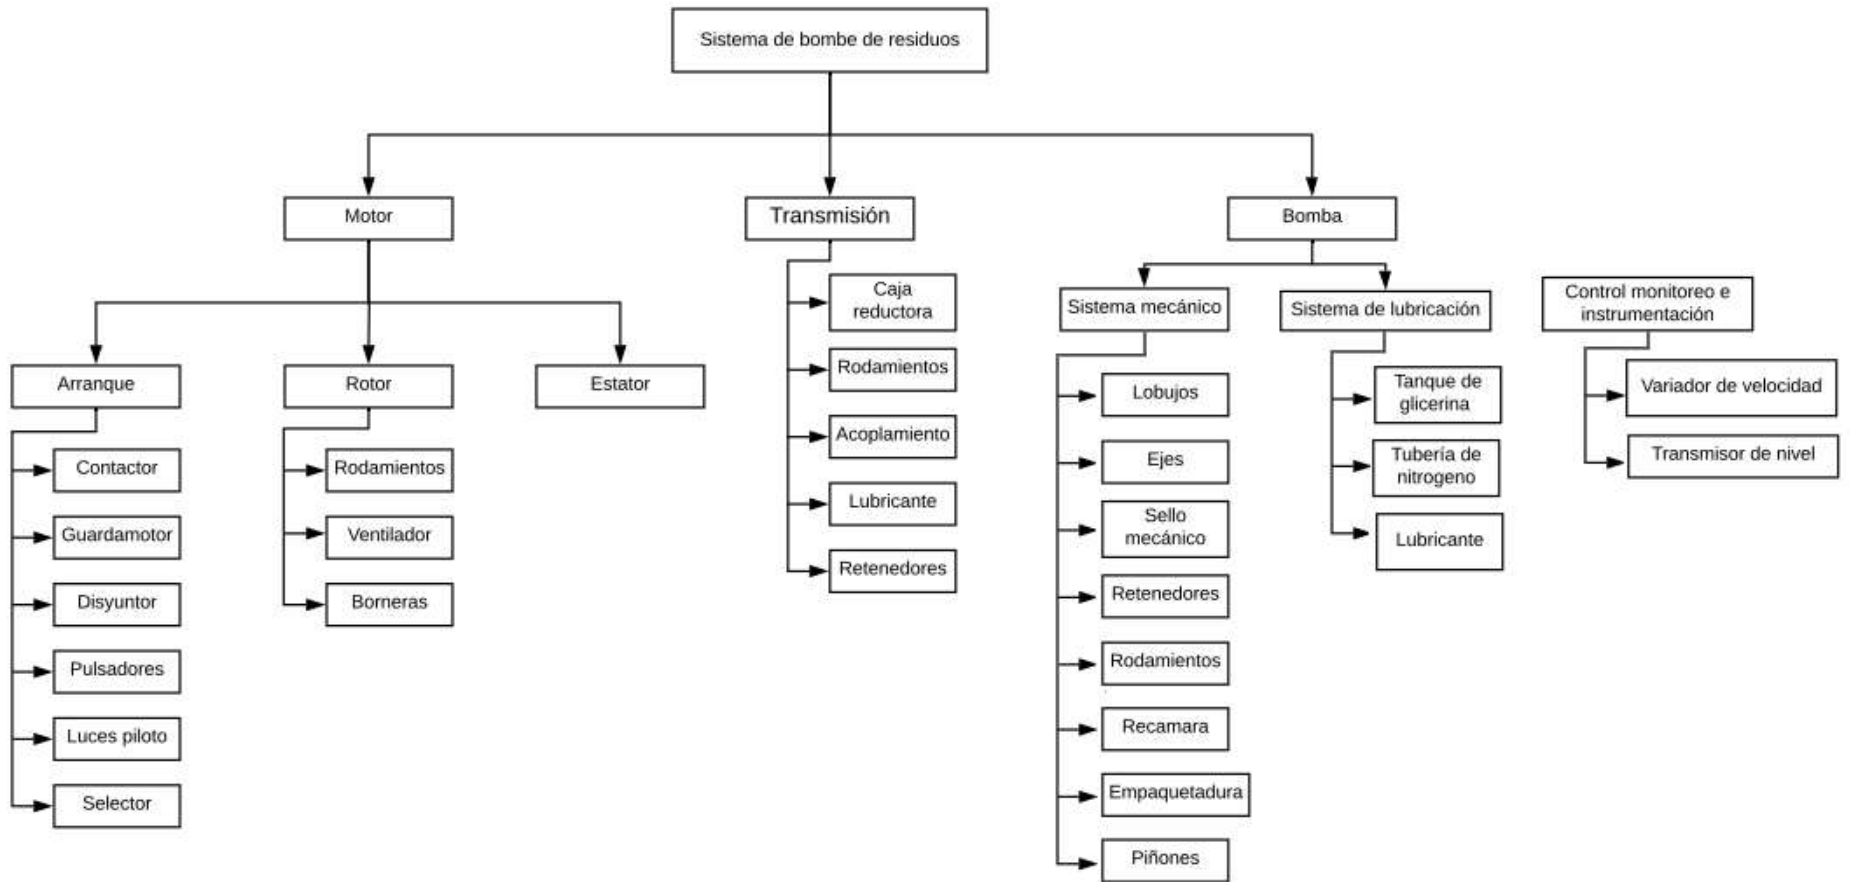 Sistema de bombe de residuos
Motor
Transmisión
Bomba
Arranque
Rotor
Estator
Contactor
Guardamotor
Disyuntor
Pulsadores
Luces piloto
Selector
Rodamientos
Ventilador
Borneras
Caja
reductora
Rodamientos
Acoplamiento
Lubricante
Retenedores
Sistema mecánico
Sistema de lubricación
Control monitoreo e
instrumentación
Lobujos
Ejes
Sello
mecánico
Retenedores
Rodamientos
Recamara
Empaquetadura
Piñones
Tanque de
glicerina
Tubería de
nitrogeno
Lubricante
Variador de velocidad
Transmisor de nivel